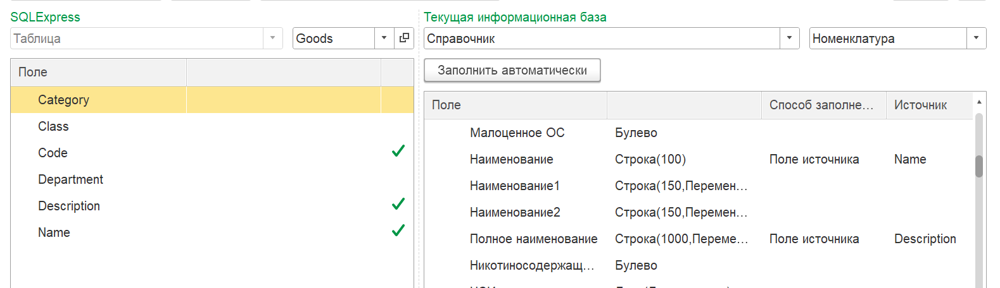 SQLExpress
Таблица
Goods
Поле
Category
Class
Code
Department
Description
Name
Текущая информационная база
Справочник
Номенклатура
Заполнить автоматически
Поле Способ заполне... Источник
Малоценное ОС Булево
Наименование Строка(100) Поле источника Name
Наименование1 Строка(150,Перемен...
Наименование2 Строка(150,Перемен...
Полное наименование Строка(1000,Переме... Поле источника Description
Никотиносодержащ... Булево